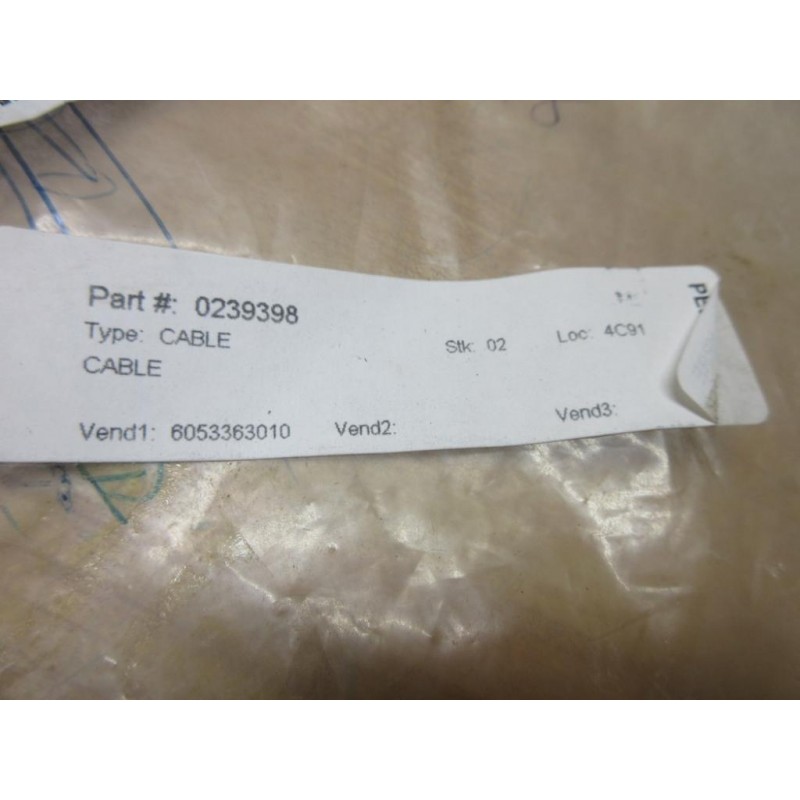 Part #: 0239398
Type: CABLE Stk: 02 Loc: 4C91
CABLE
Vend1: 6053363010 Vend2: Vend3: